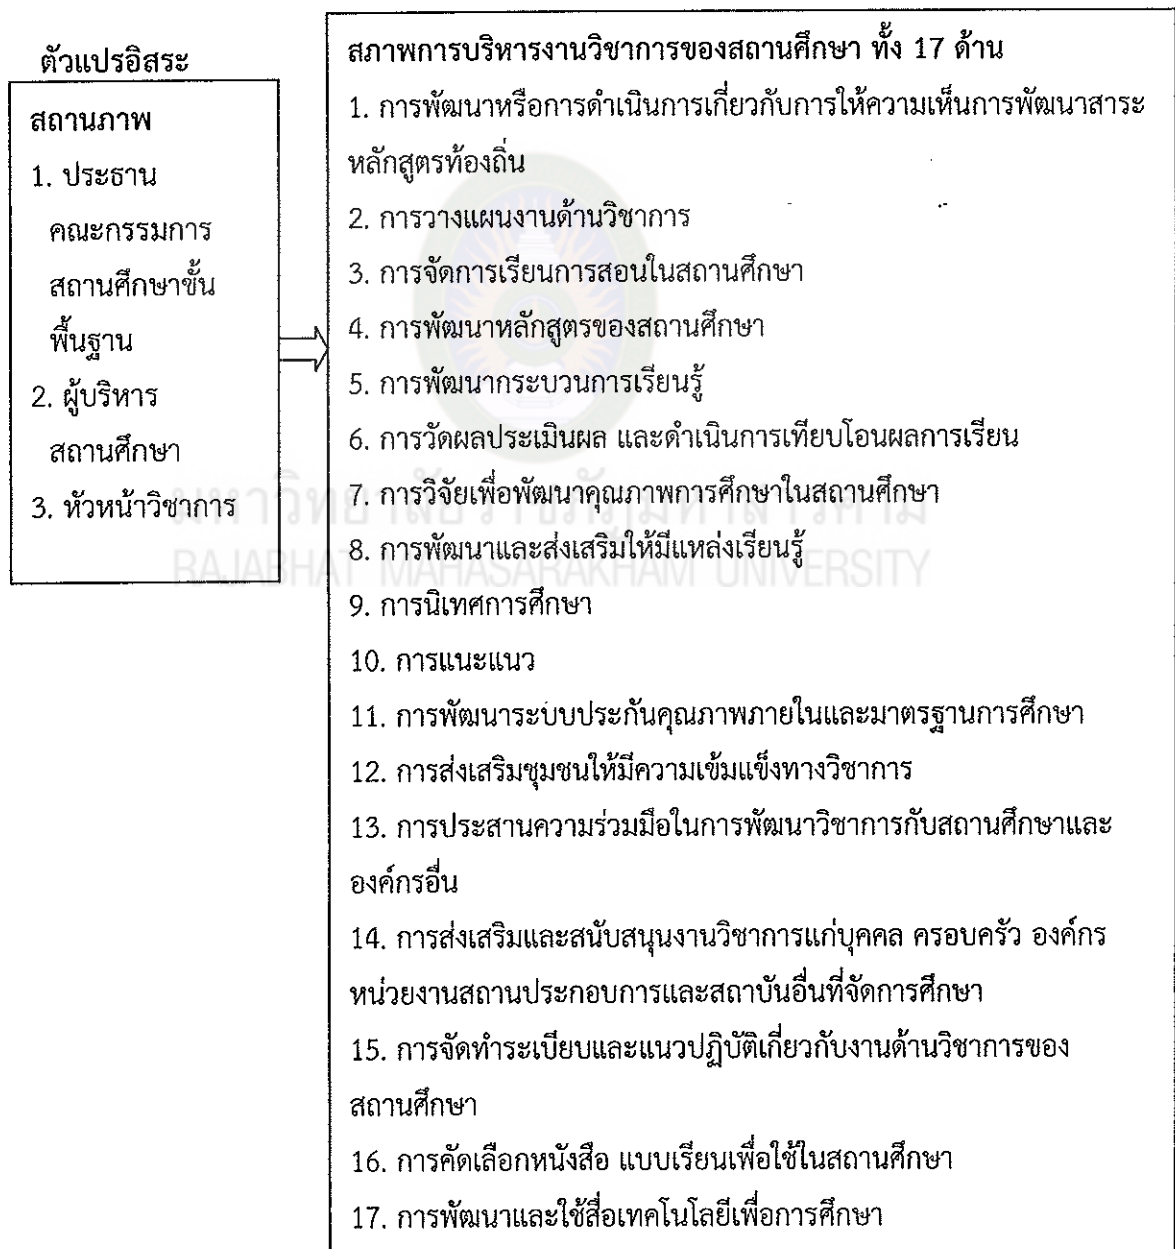 ตัวแปรอิสระ
สถานภาพ
1. ประธาน
คณะกรรมการ
สถานศึกษาขั้น
พื้นฐาน
2. ผู้บริหาร
สถานศึกษา
3. หัวหน้าวิชาการ
สภาพการบริหารงานวิชาการของสถานศึกษา ทั้ง 17 ด้าน
1. การพัฒนาหรือการดำเนินการเกี่ยวกับการให้ความเห็นการพัฒนาสาระ
หลักสูตรท้องถิ่น
2. การวางแผนงานด้านวิชาการ
3. การจัดการเรียนการสอนในสถานศึกษา
4. การพัฒนาหลักสูตรของสถานศึกษา
5. การพัฒนากระบวนการเรียนรู้
6. การวัดผลประเมินผล และดำเนินการเทียบโอนผลการเรียน
7. การวิจัยเพื่อพัฒนาคุณภาพการศึกษาในสถานศึกษา
8. การพัฒนาและส่งเสริมให้มีแหล่งเรียนรู้
9. การนิเทศการศึกษา
10. การแนะแนว
11. การพัฒนาระบบประกันคุณภาพภายในและมาตรฐานการศึกษา
12. การส่งเสริมชุมชนให้มีความเข้มแข็งทางวิชาการ
13. การประสานความร่วมมือในการพัฒนาวิชาการกับสถานศึกษาและ
องค์กรอื่น
14. การส่งเสริมและสนับสนุนงานวิชาการแก่บุคคล ครอบครัว องค์กร
หน่วยงานสถานประกอบการและสถาบันอื่นที่จัดการศึกษา
15. การจัดทำระเบียบและแนวปฏิบัติเกี่ยวกับงานด้านวิชาการของ
สถานศึกษา
16. การคัดเลือกหนังสือ แบบเรียนเพื่อใช้ในสถานศึกษา
17. การพัฒนาและใช้สื่อเทคโนโลยีเพื่อการศึกษา
มหาวิทยาลัยราชภัฏมหาสารคาม
RAJABHAT MAHASARAKHAM UNIVERSITY